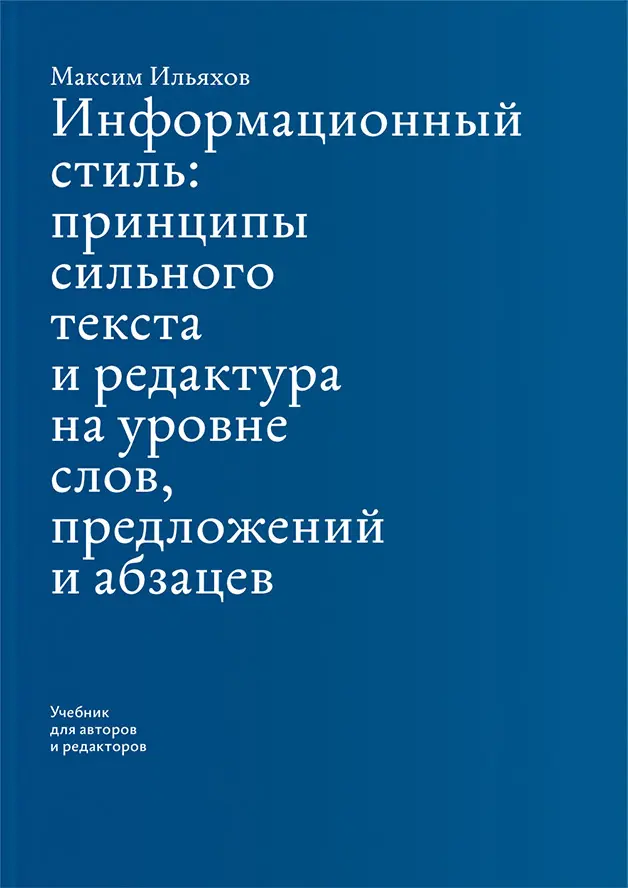 Максим Ильяхов
Информационный
стиль:
принципы
сильного
текста
и редактура
на уровне
слов,
предложений
и абзацев
Учебник
для авторов
и редакторов